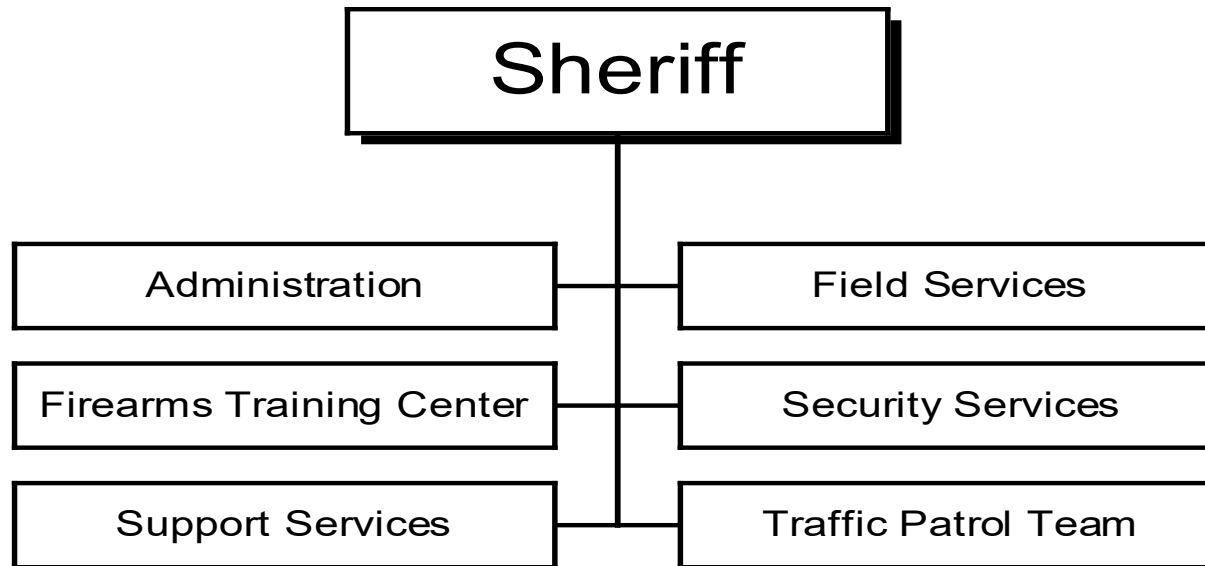 Sheriff
Administration
Field Services
Firearms Training Center
Security Services
Support Services
Traffic Patrol Team